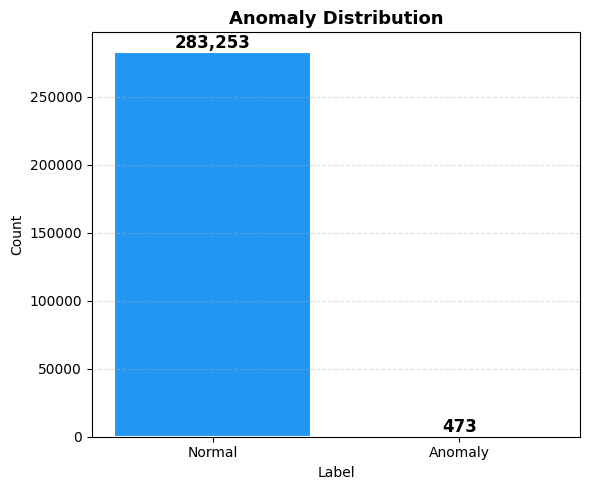 Anomaly Distribution
283,253
473
250000
200000
150000
100000
50000
0
Count
Normal Anomaly
Label